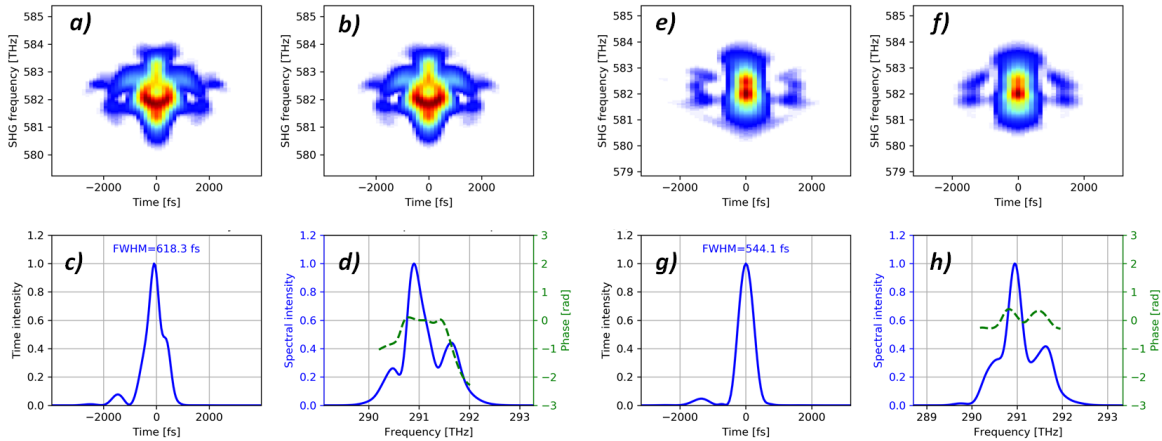 a)
SHG frequency [THz]
585
584
583
582
581
580
−2000 0 2000
Time [fs]
b)
SHG frequency [THz]
585
584
583
582
581
580
−2000 0 2000
Time [fs]
e)
SHG frequency [THz]
585
584
583
582
581
580
579
−2000 0 2000
Time [fs]
f)
SHG frequency [THz]
585
584
583
582
581
580
579
−2000 0 2000
Time [fs]
c)
FWHM=618.3 fs
Time intensity
1.2
1.0
0.8
0.6
0.4
0.2
0.0
−2000 0 2000
Time [fs]
d)
Spectral intensity
1.2
1.0
0.8
0.6
0.4
0.2
0.0
290 291 292 293
Frequency [THz]
3
2
1
0
−1
−2
−3
Phase [rad]
g)
FWHM=544.1 fs
Time intensity
1.2
1.0
0.8
0.6
0.4
0.2
0.0
−2000 0 2000
Time [fs]
h)
Spectral intensity
1.2
1.0
0.8
0.6
0.4
0.2
0.0
289 290 291 292 293
Frequency [THz]
3
2
1
0
−1
−2
−3
Phase [rad]